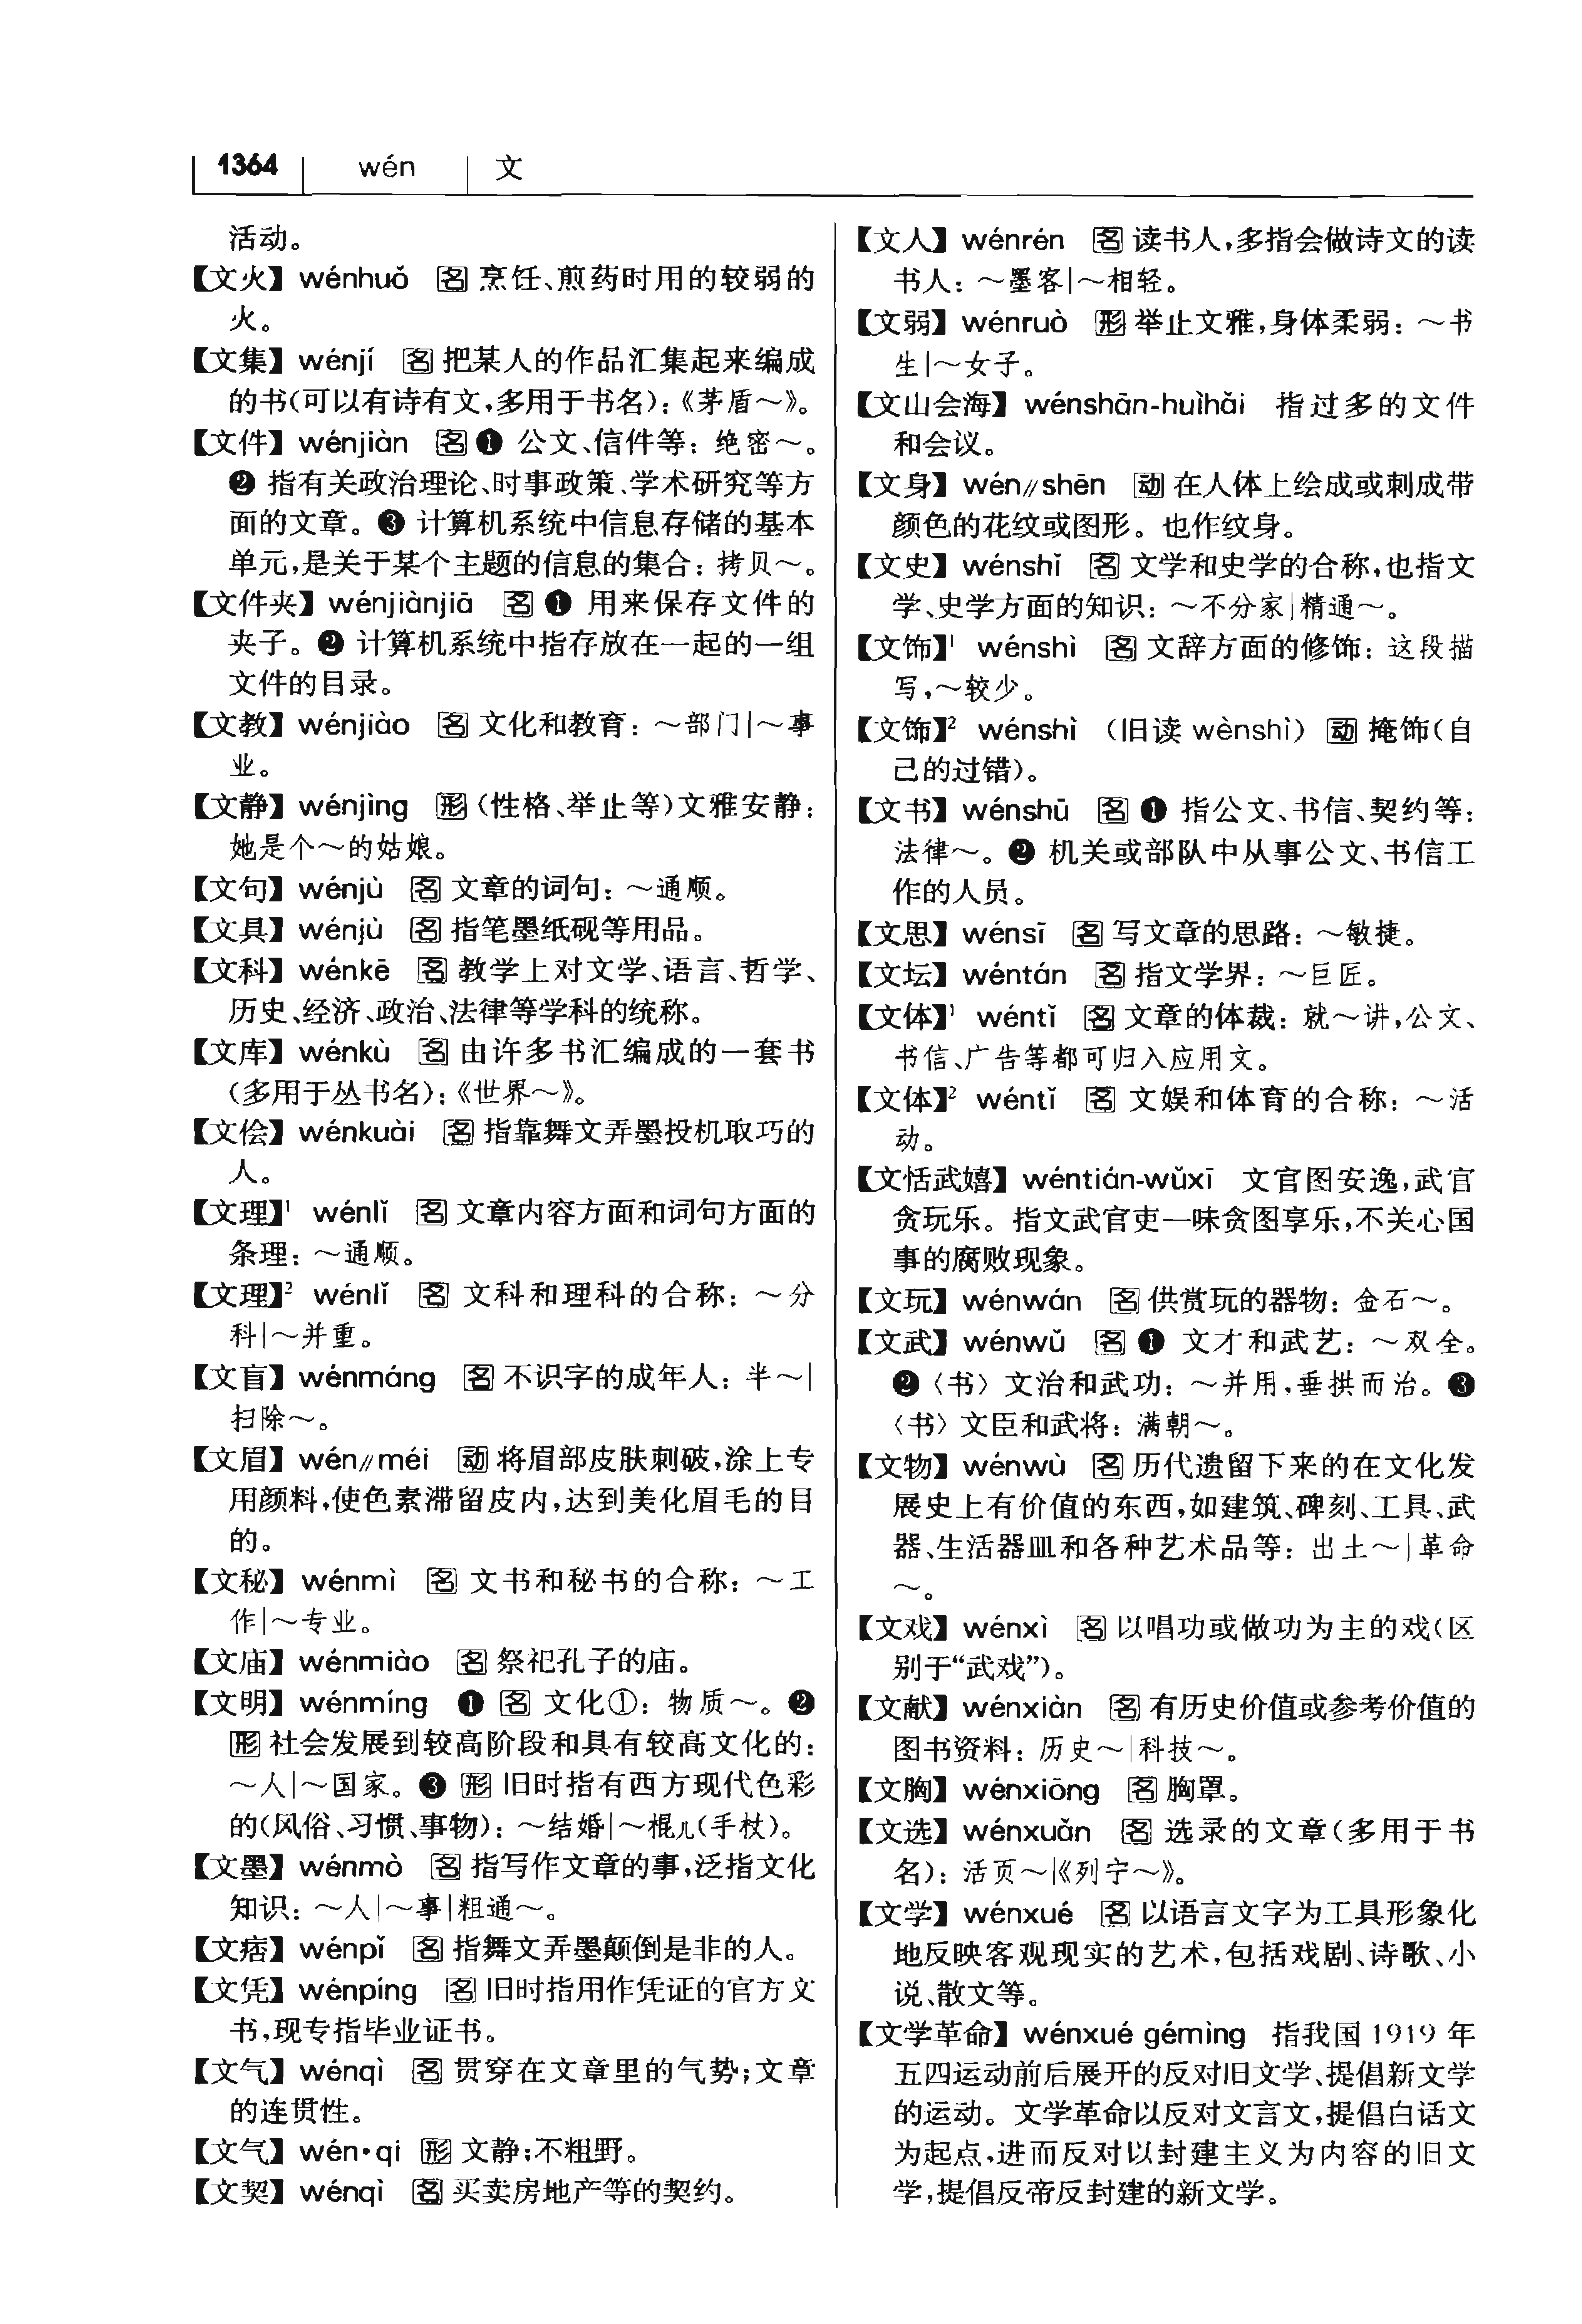 1364 wén 文
活动。
【文火】 wénhuǒ 名 烹饪、煎药时用的较弱的
火。
【文集】 wénjí 名 把某人的作品汇集起来编成
的书(可以有诗有文,多用于书名):《茅盾～》。
【文件】 wénjiàn 名 ❶ 公文、信件等:绝密～。
❷ 指有关政治理论、时事政策、学术研究等方
面的文章。❸ 计算机系统中信息存储的基本
单元,是关于某个主题的信息的集合:拷贝～。
【文件夹】 wénjiànjiā 名 ❶ 用来保存文件的
夹子。❷ 计算机系统中指存放在一起的一组
文件的目录。
【文教】 wénjiào 名 文化和教育:～部门|～事
业。
【文静】 wénjìng 形 (性格、举止等)文雅安静:
她是个～的姑娘。
【文句】 wénjù 名 文章的词句:～通顺。
【文具】 wénjù 名 指笔墨纸砚等用品。
【文科】 wénkē 名 教学上对文学、语言、哲学、
历史、经济、政治、法律等学科的统称。
【文库】 wénkù 名 由许多书汇编成的一套书
(多用于丛书名):《世界～》。
【文侩】 wénkuài 名 指靠舞文弄墨投机取巧的
人。
【文理】¹ wénlǐ 名 文章内容方面和词句方面的
条理:～通顺。
【文理】² wénlǐ 名 文科和理科的合称:～分
科|～并重。
【文盲】 wénmáng 名 不识字的成年人:半～|
扫除～。
【文眉】 wén//méi 动 将眉部皮肤刺破,涂上专
用颜料,使色素滞留皮内,达到美化眉毛的目
的。
【文秘】 wénmì 名 文书和秘书的合称:～工
作|～专业。
【文庙】 wénmiào 名 祭祀孔子的庙。
【文明】 wénmíng ❶ 名 文化①:物质～。❷
形 社会发展到较高阶段和具有较高文化的:
～人|～国家。❸ 形 旧时指有西方现代色彩
的(风俗、习惯、事物):～结婚|～棍儿(手杖)。
【文墨】 wénmò 名 指写作文章的事,泛指文化
知识:～人|～事|粗通～。
【文痞】 wénpǐ 名 指舞文弄墨颠倒是非的人。
【文凭】 wénpíng 名 旧时指用作凭证的官方文
书,现专指毕业证书。
【文气】 wénqì 名 贯穿在文章里的气势;文章
的连贯性。
【文气】 wén•qi 形 文静;不粗野。
【文契】 wénqì 名 买卖房地产等的契约。
【文人】 wénrén 名 读书人,多指会做诗文的读
书人:～墨客|～相轻。
【文弱】 wénruò 形 举止文雅,身体柔弱:～书
生|～女子。
【文山会海】 wénshān-huìhǎi 指过多的文件
和会议。
【文身】 wén//shēn 动 在人体上绘成或刺成带
颜色的花纹或图形。也作纹身。
【文史】 wénshǐ 名 文学和史学的合称,也指文
学、史学方面的知识:～不分家|精通～。
【文饰】¹ wénshì 名 文辞方面的修饰:这段描
写,～较少。
【文饰】² wénshì (旧读 wènshì) 动 掩饰(自
己的过错)。
【文书】 wénshū 名 ❶ 指公文、书信、契约等:
法律～。❷ 机关或部队中从事公文、书信工
作的人员。
【文思】 wénsī 名 写文章的思路:～敏捷。
【文坛】 wéntán 名 指文学界:～巨匠。
【文体】¹ wéntǐ 名 文章的体裁:就～讲,公文、
书信、广告等都可归入应用文。
【文体】² wéntǐ 名 文娱和体育的合称:～活
动。
【文恬武嬉】 wéntián-wǔxī 文官图安逸,武官
贪玩乐。指文武官吏一味贪图享乐,不关心国
事的腐败现象。
【文玩】 wénwán 名 供赏玩的器物:金石～。
【文武】 wénwǔ 名 ❶ 文才和武艺:～双全。
❷〈书〉文治和武功:～并用,垂拱而治。❸
〈书〉文臣和武将:满朝～。
【文物】 wénwù 名 历代遗留下来的在文化发
展史上有价值的东西,如建筑、碑刻、工具、武
器、生活器皿和各种艺术品等:出土～|革命
～。
【文戏】 wénxì 名 以唱功或做功为主的戏(区
别于“武戏”)。
【文献】 wénxiàn 名 有历史价值或参考价值的
图书资料:历史～|科技～。
【文胸】 wénxiōng 名 胸罩。
【文选】 wénxuǎn 名 选录的文章(多用于书
名):活页～|《列宁～》。
【文学】 wénxué 名 以语言文字为工具形象化
地反映客观现实的艺术,包括戏剧、诗歌、小
说、散文等。
【文学革命】 wénxué gémìng 指我国 1919 年
五四运动前后展开的反对旧文学、提倡新文学
的运动。文学革命以反对文言文,提倡白话文
为起点,进而反对以封建主义为内容的旧文
学,提倡反帝反封建的新文学。